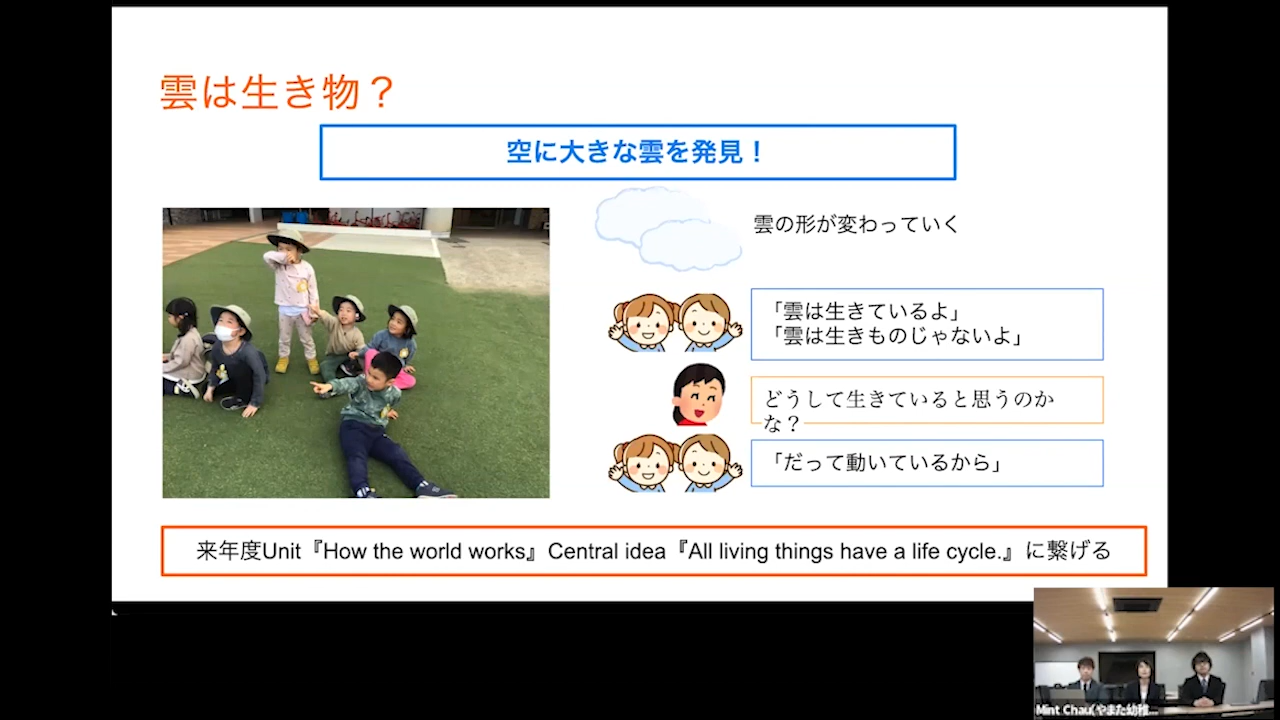 雲は生き物？
空に大きな雲を発見！
雲の形が変わっていく
「雲は生きているよ」
「雲は生きものじゃないよ」
どうして生きていると思うのか
な？
「だって動いているから」
来年度Unit『How the world works』Central idea『All living things have a life cycle.』に繋げる
Mint Chau(やまた幼稚...